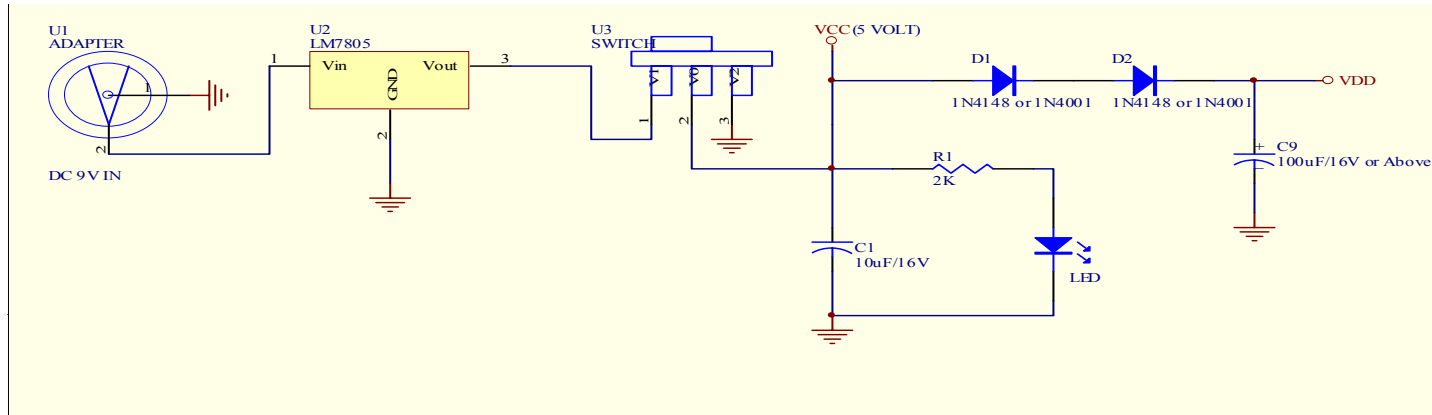 U1
ADAPTER
1
2
DC 9V IN
U2
LM7805
1
Vin
GND
Vout
3
2
U3
SWITCH
V1
V0
V2
1
2
3
VCC(5 VOLT)
D1
1N4148 or 1N4001
D2
1N4148 or 1N4001
VDD
R1
2K
C1
10uF/16V
LED
+
C9
100uF/16V or Above